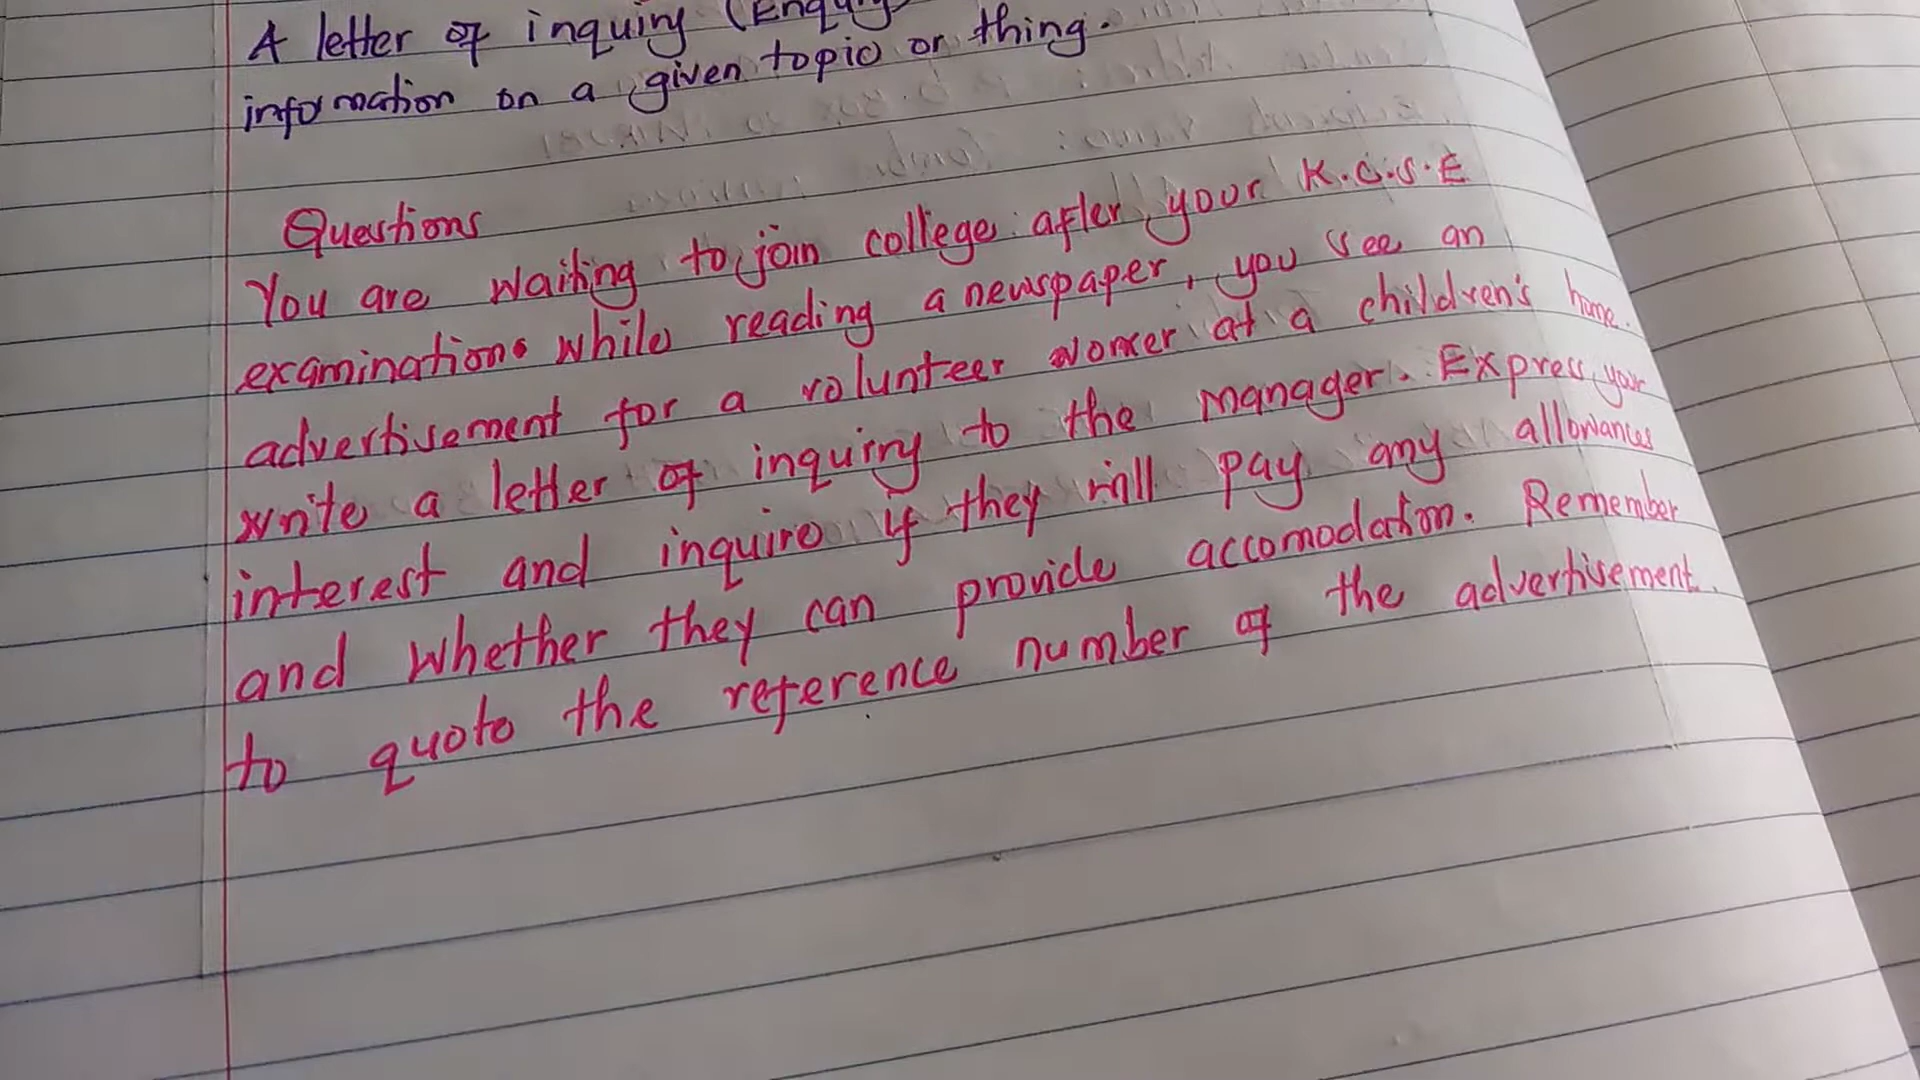 A letter of inquiry (Enquiry
information on a given topic or thing.
Questions
You are waiting to join college after your K.C.S.E
examinations while reading a newspaper, you see an
advertisement for a volunteer worker at a children's home.
write a letter of inquiry to the manager. Express your
interest and inquire if they will pay any allowances
and whether they can provide accomodation. Remember
to quote the reference number of the advertisement.